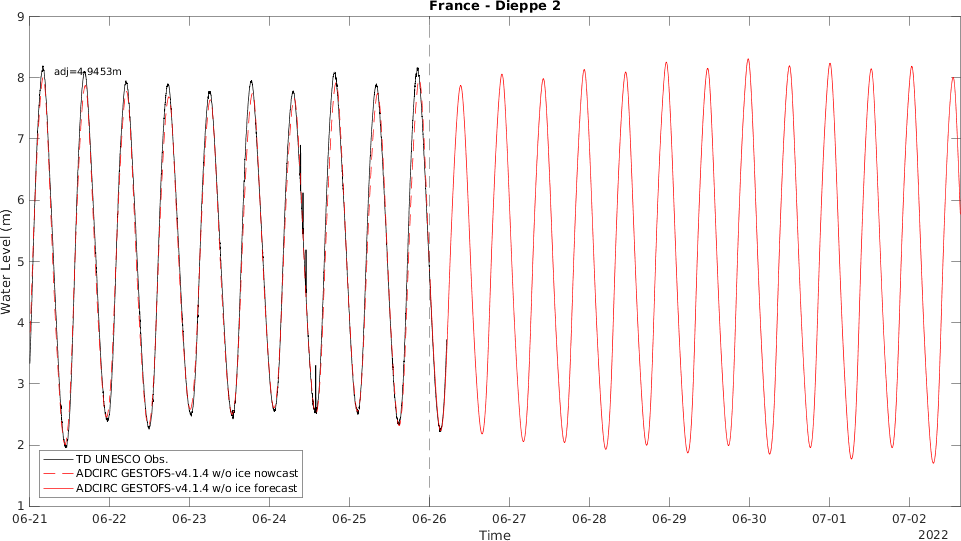 France - Dieppe 2
9
8
7
6
5
4
3
2
1
Water Level (m)
adj=4.9453m
TD UNESCO Obs.
ADCIRC GESTOFS-v4.1.4 w/o ice nowcast
ADCIRC GESTOFS-v4.1.4 w/o ice forecast
06-21 06-22 06-23 06-24 06-25 06-26 06-27 06-28 06-29 06-30 07-01 07-02
Time
2022